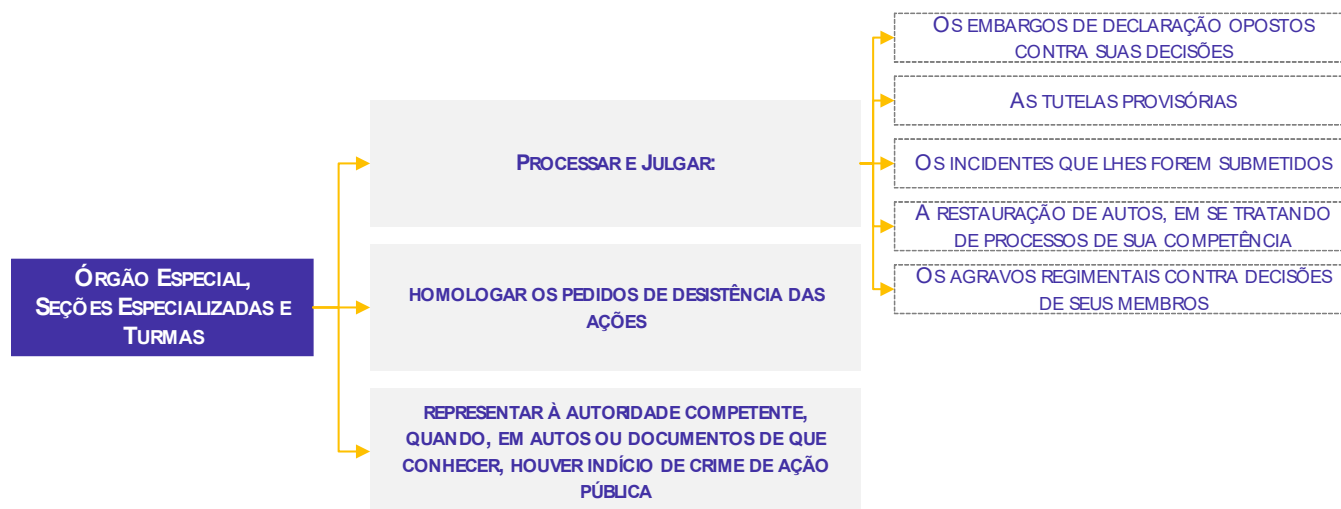 ÓRGÃO ESPECIAL,
SEÇÕES ESPECIALIZADAS E
TURMAS
PROCESSAR E JULGAR:
OS EMBARGOS DE DECLARAÇÃO OPOSTOS
CONTRA SUAS DECISÕES
AS TUTELAS PROVISÓRIAS
OS INCIDENTES QUE LHES FOREM SUBMETIDOS
A RESTAURAÇÃO DE AUTOS, EM SE TRATANDO
DE PROCESSOS DE SUA COMPETÊNCIA
OS AGRAVOS REGIMENTAIS CONTRA DECISÕES
DE SEUS MEMBROS
HOMOLOGAR OS PEDIDOS DE DESISTÊNCIA DAS
AÇÕES
REPRESENTAR À AUTORIDADE COMPETENTE,
QUANDO, EM AUTOS OU DOCUMENTOS DE QUE
CONHECER, HOUVER INDÍCIO DE CRIME DE AÇÃO
PÚBLICA